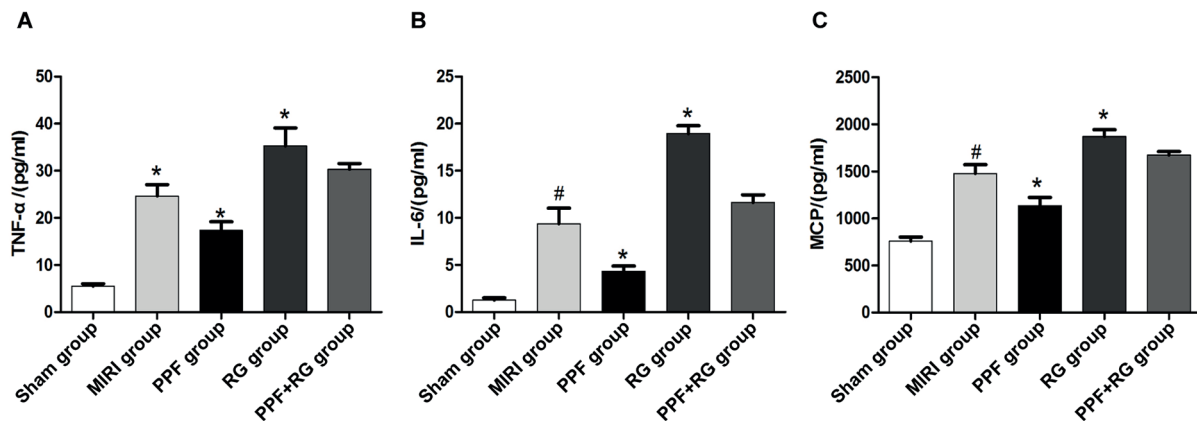 A
B
C
TNF-α /(pg/ml)
50
40
30
20
10
0
*
*
*
Sham group
MIRI group
PPF group
RG group
PPF+RG group
IL-6/(pg/ml)
25
20
15
10
5
0
#
*
*
Sham group
MIRI group
PPF group
RG group
PPF+RG group
MCP/(pg/ml)
2500
2000
1500
1000
500
0
#
*
*
Sham group
MIRI group
PPF group
RG group
PPF+RG group